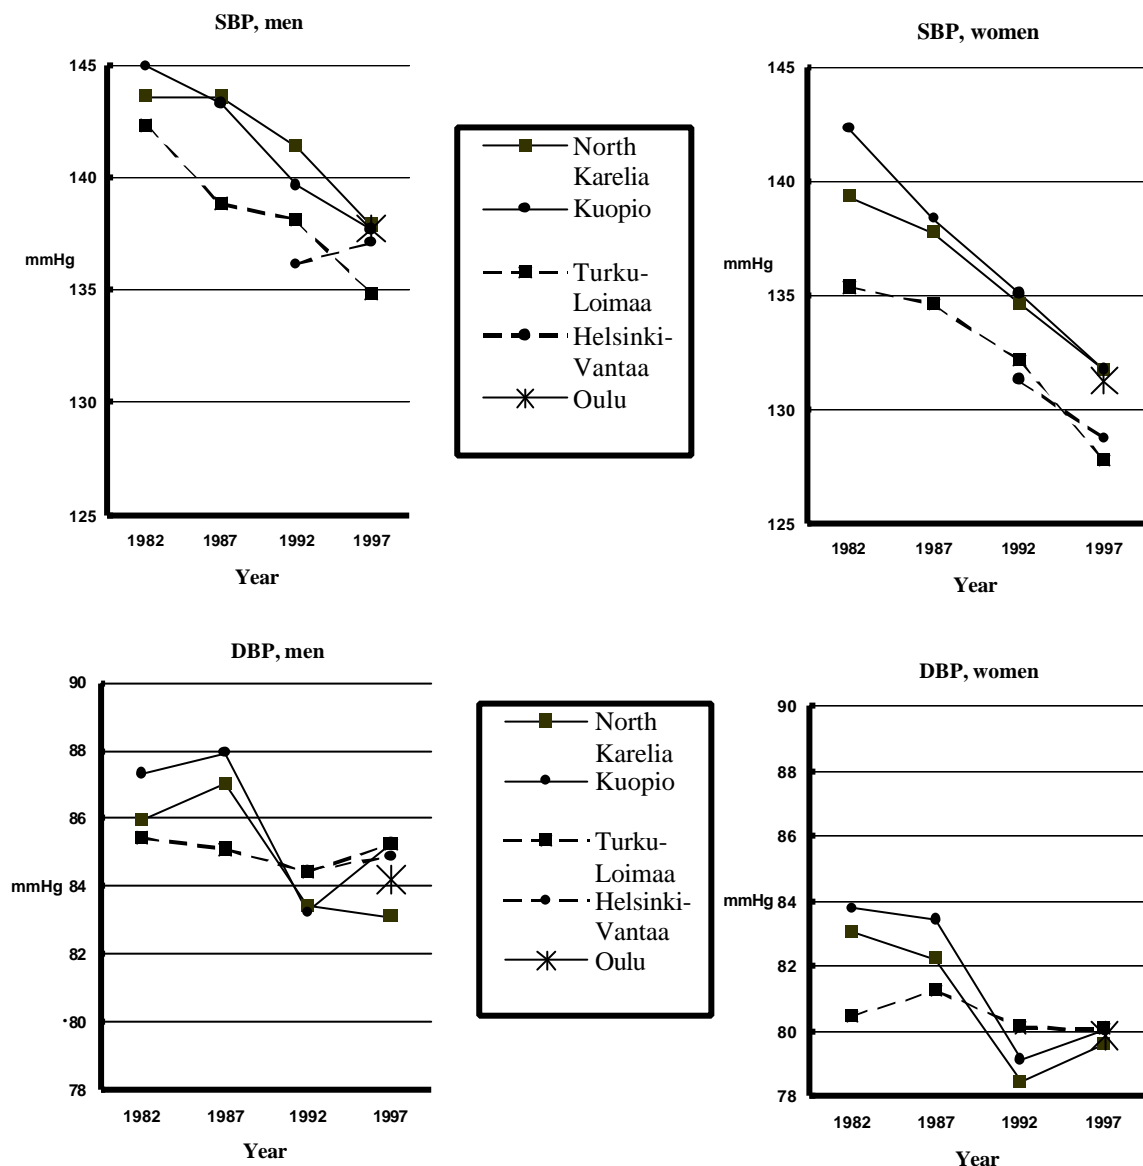 SBP, men
145
140
mmHg
135
130
125
1982 1987 1992 1997
Year
North
Karelia
Kuopio
Turku-
Loimaa
Helsinki-
Vantaa
Oulu
SBP, women
145
140
mmHg
135
130
125
1982 1987 1992 1997
Year
DBP, men
90
88
86
mmHg 84
82
80
78
1982 1987 1992 1997
Year
North
Karelia
Kuopio
Turku-
Loimaa
Helsinki-
Vantaa
Oulu
DBP, women
90
88
86
84
mmHg
82
80
78
1982 1987 1992 1997
Year